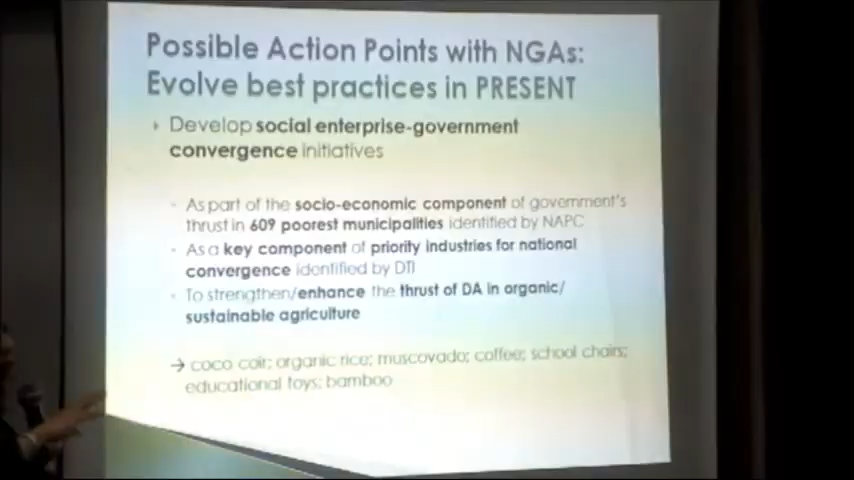 Possible Action Points with NGAs:
Evolve best practices in PRESENT
Develop social enterprise-government
convergence initiatives
As part of the socio-economic component of government's
thrust in 609 poorest municipalities identified by NAPC
As a key component of priority industries for national
convergence identified by DTI
To strengthen/enhance the thrust of DA in organic/
sustainable agriculture
→ coco coir; organic rice; muscovado; coffee; school chairs;
educational toys; bamboo